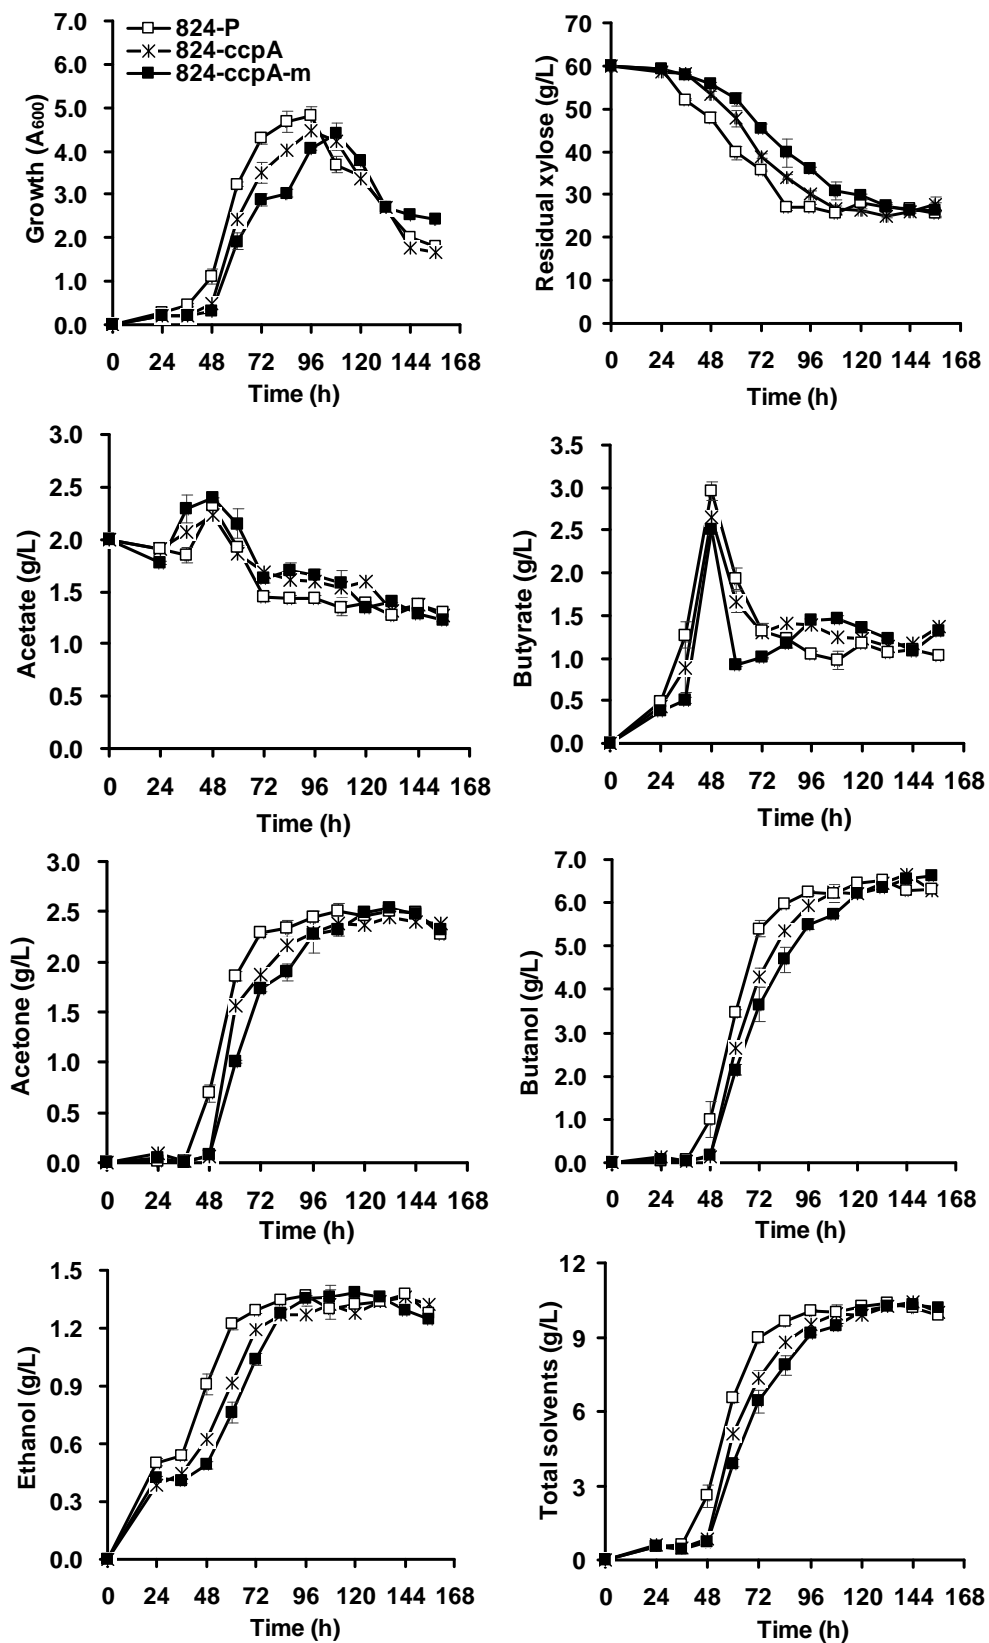 7.0
6.0
5.0
4.0
3.0
2.0
1.0
0.0
Growth (A600)
824-P
824-ccpA
824-ccpA-m
0 24 48 72 96 120 144 168
Time (h)
70
60
50
40
30
20
10
0
Residual xylose (g/L)
0 24 48 72 96 120 144 168
Time (h)
3.0
2.5
2.0
1.5
1.0
0.5
0.0
Acetate (g/L)
0 24 48 72 96 120 144 168
Time (h)
3.5
3.0
2.5
2.0
1.5
1.0
0.5
0.0
Butyrate (g/L)
0 24 48 72 96 120 144 168
Time (h)
3.0
2.5
2.0
1.5
1.0
0.5
0.0
Acetone (g/L)
0 24 48 72 96 120 144 168
Time (h)
7.0
6.0
5.0
4.0
3.0
2.0
1.0
0.0
Butanol (g/L)
0 24 48 72 96 120 144 168
Time (h)
1.5
1.2
0.9
0.6
0.3
0.0
Ethanol (g/L)
0 24 48 72 96 120 144 168
Time (h)
12
9
6
3
0
Total solvents (g/L)
0 24 48 72 96 120 144 168
Time (h)